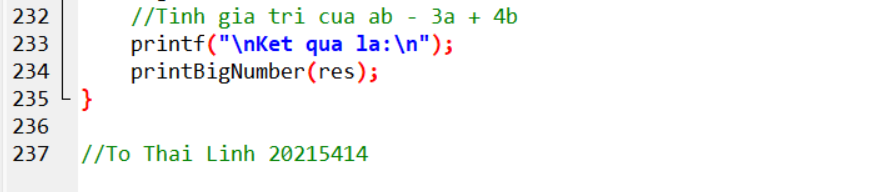 232 //Tinh gia tri cua ab - 3a + 4b
233 printf("\nKet qua la:\n");
234 printBigNumber(res);
235 }
236
237 //To Thai Linh 20215414